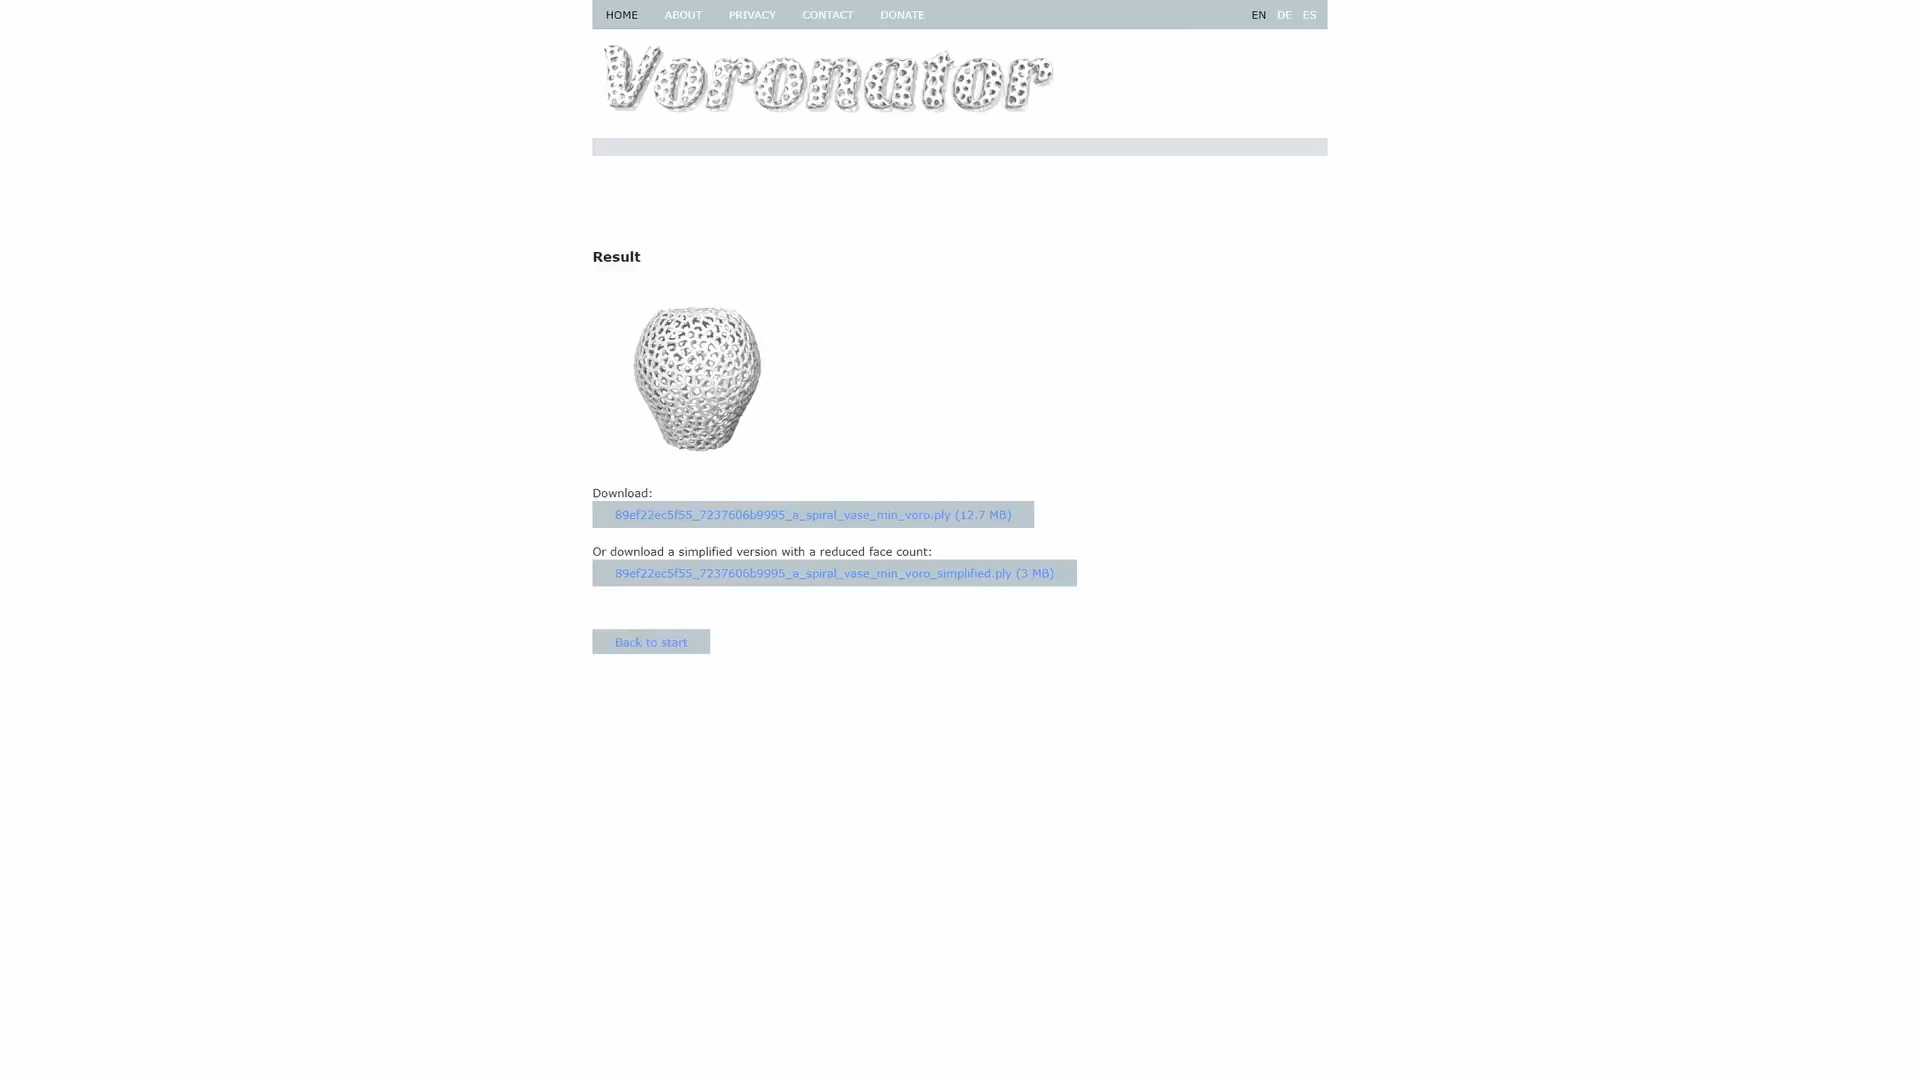 HOME ABOUT PRIVACY CONTACT DONATE EN DE ES
Voronator
Result
Download:
89ef22ec5f55_7237606b9995_a_spiral_vase_min_voro.ply (12.7 MB)
Or download a simplified version with a reduced face count:
89ef22ec5f55_7237606b9995_a_spiral_vase_min_voro_simplified.ply (3 MB)
Back to start